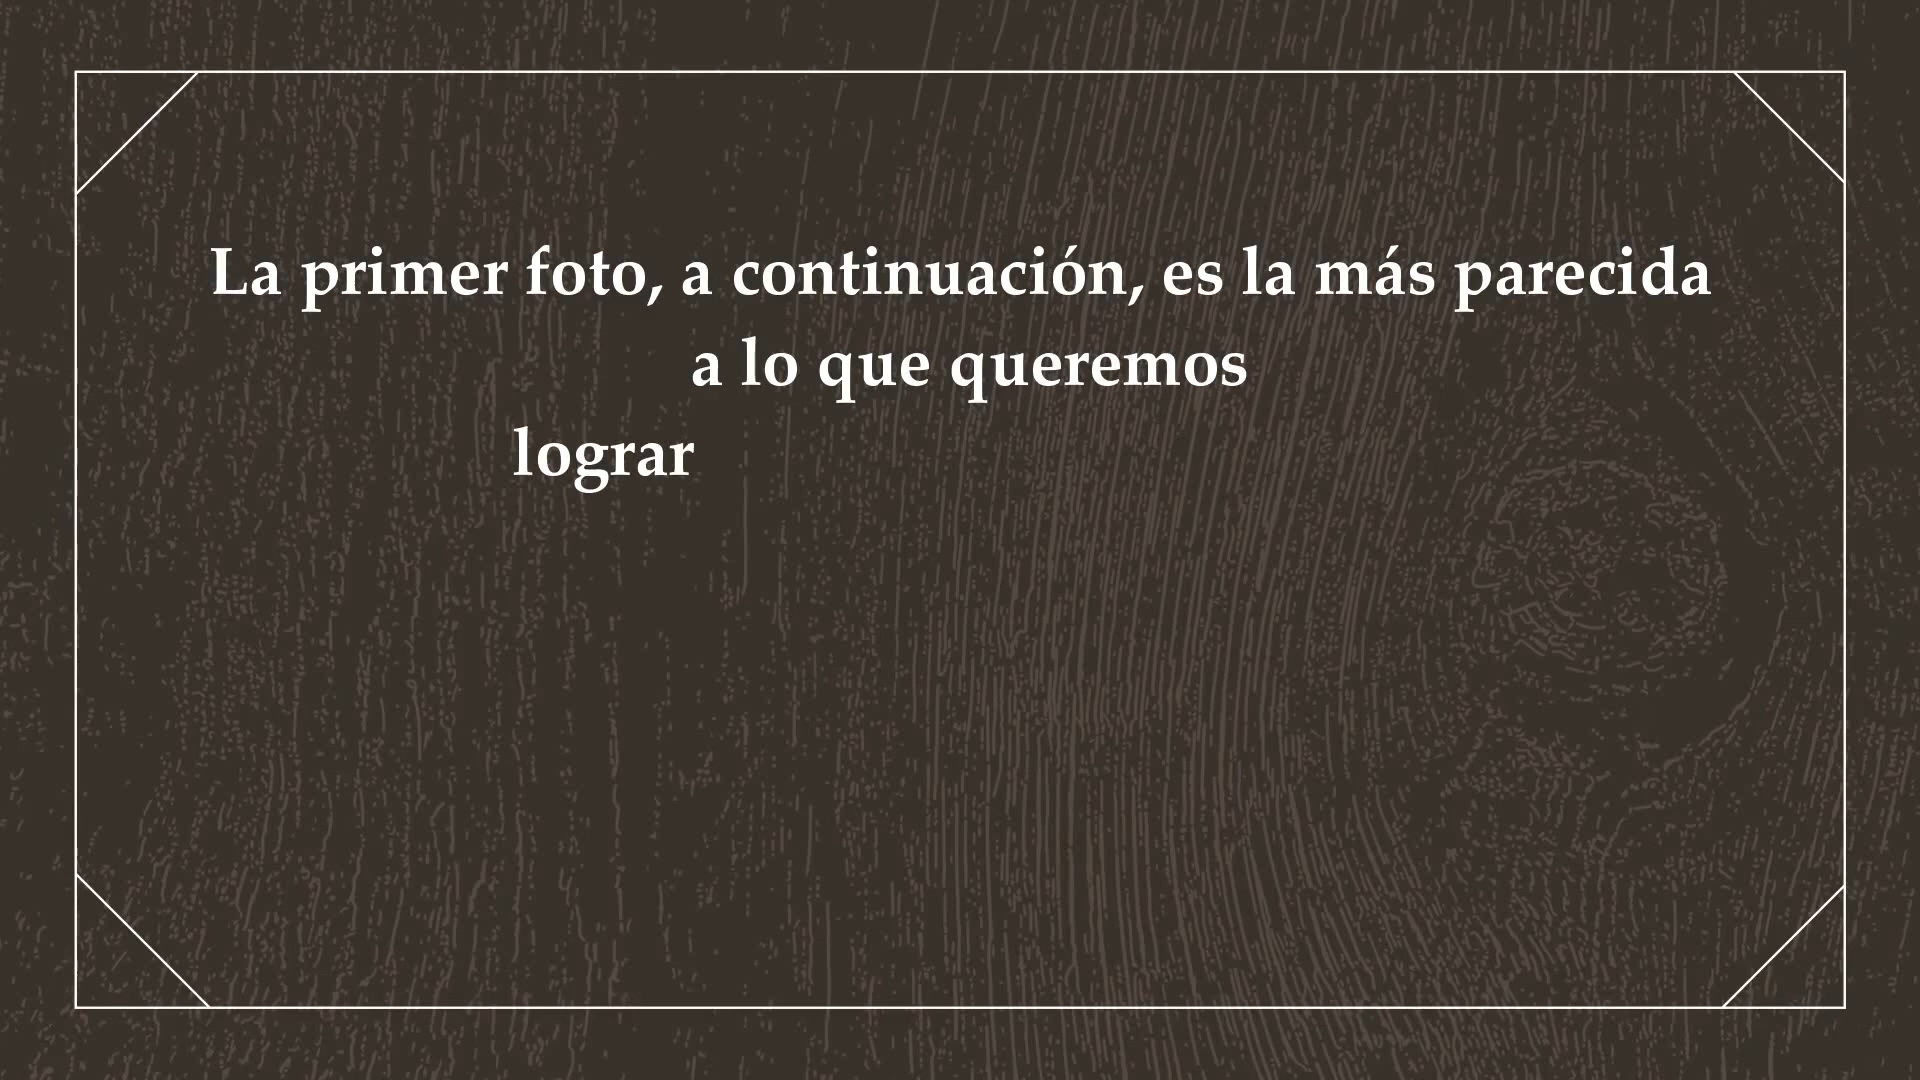 La primer foto, a continuación, es la más parecida
a lo que queremos
lograr